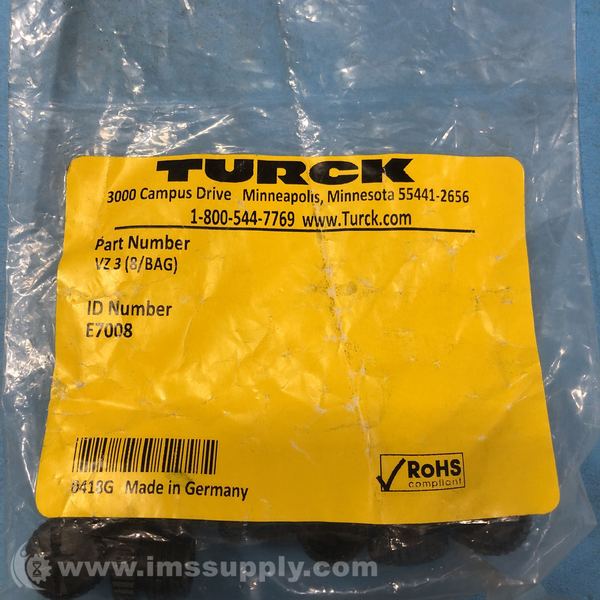 TURCK
3000 Campus Drive Minneapolis, Minnesota 55441-2656
1-800-544-7769 www.Turck.com
Part Number
VZ 3 (8/BAG)
ID Number
E7008
0418G Made in Germany
RoHS
compliant
www.imssupply.com